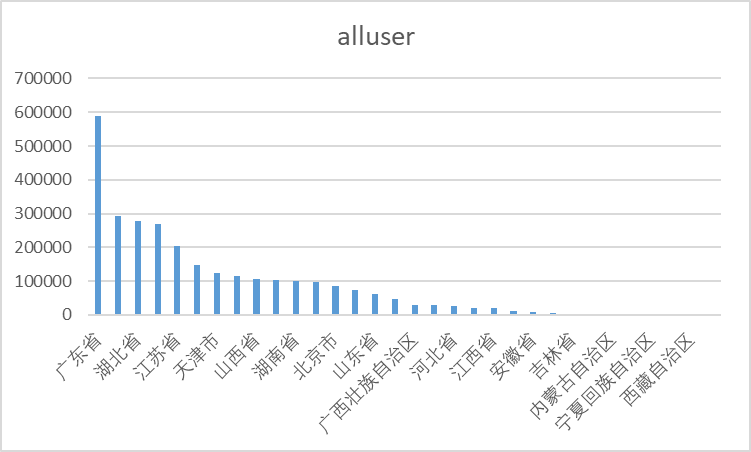 alluser
700000
600000
500000
400000
300000
200000
100000
0
广东省
湖北省
江苏省
天津市
山西省
湖南省
北京市
山东省
广西壮族自治区
河北省
江西省
安徽省
吉林省
内蒙古自治区
宁夏回族自治区
西藏自治区